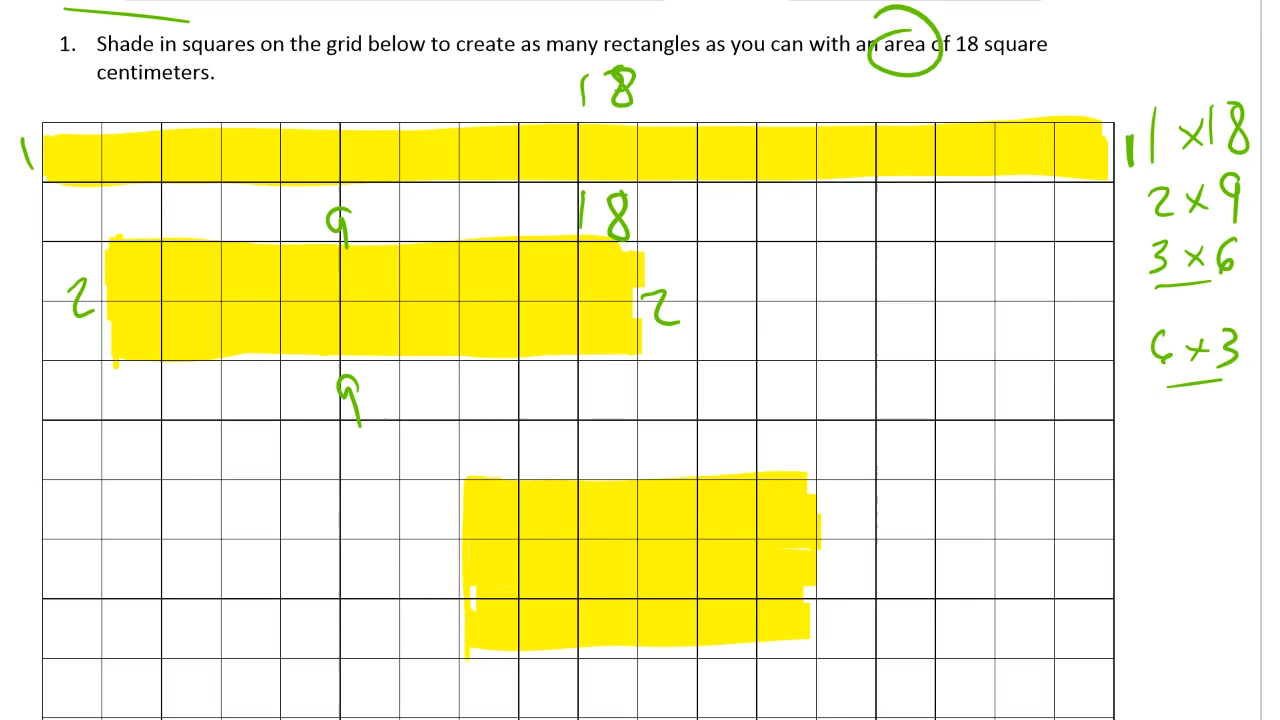 1. Shade in squares on the grid below to create as many rectangles as you can with an area of 18 square
centimeters.
18
1
1
1 x 18
9
18
2 x 9
2
2
3 x 6
6 x 3
9